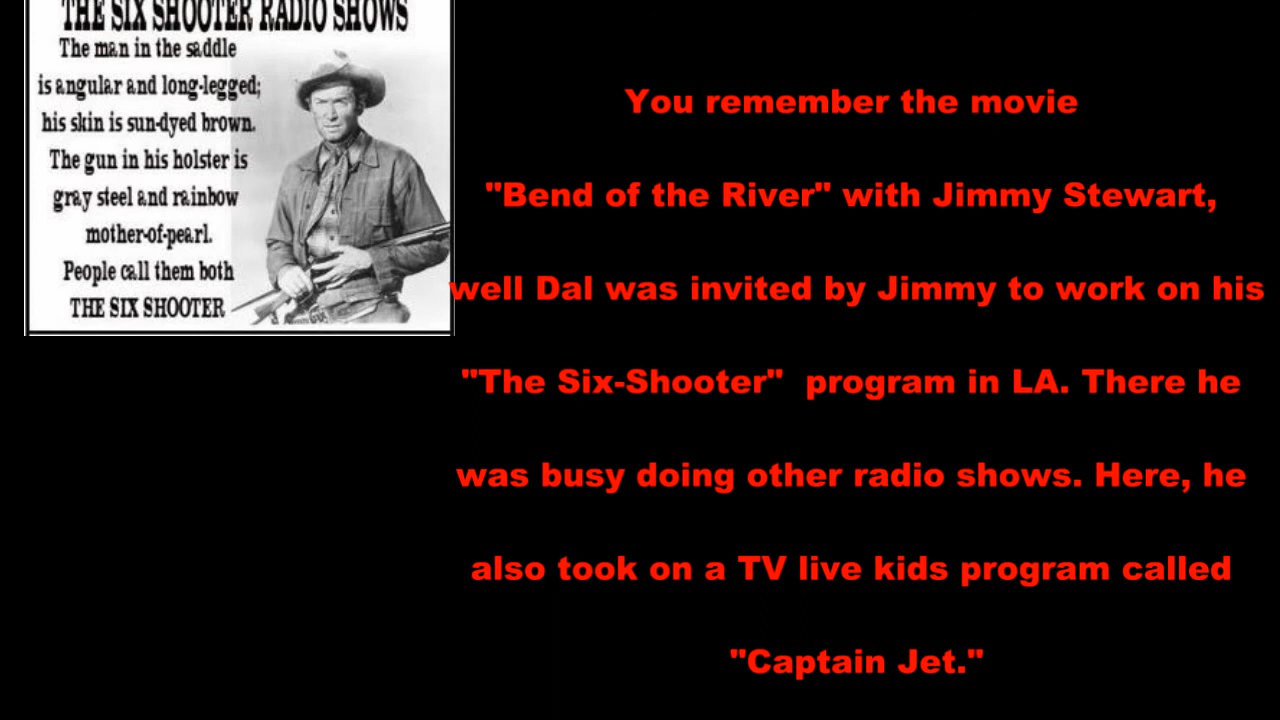 THE SIX SHOOTER RADIO SHOWS
The man in the saddle
is angular and long-legged;
his skin is sun-dyed brown.
The gun in his holster is
gray steel and rainbow
mother-of-pearl.
People call them both
THE SIX SHOOTER
You remember the movie
"Bend of the River" with Jimmy Stewart,
well Dal was invited by Jimmy to work on his
"The Six-Shooter"  program in LA. There he
was busy doing other radio shows. Here, he
also took on a TV live kids program called
"Captain Jet."